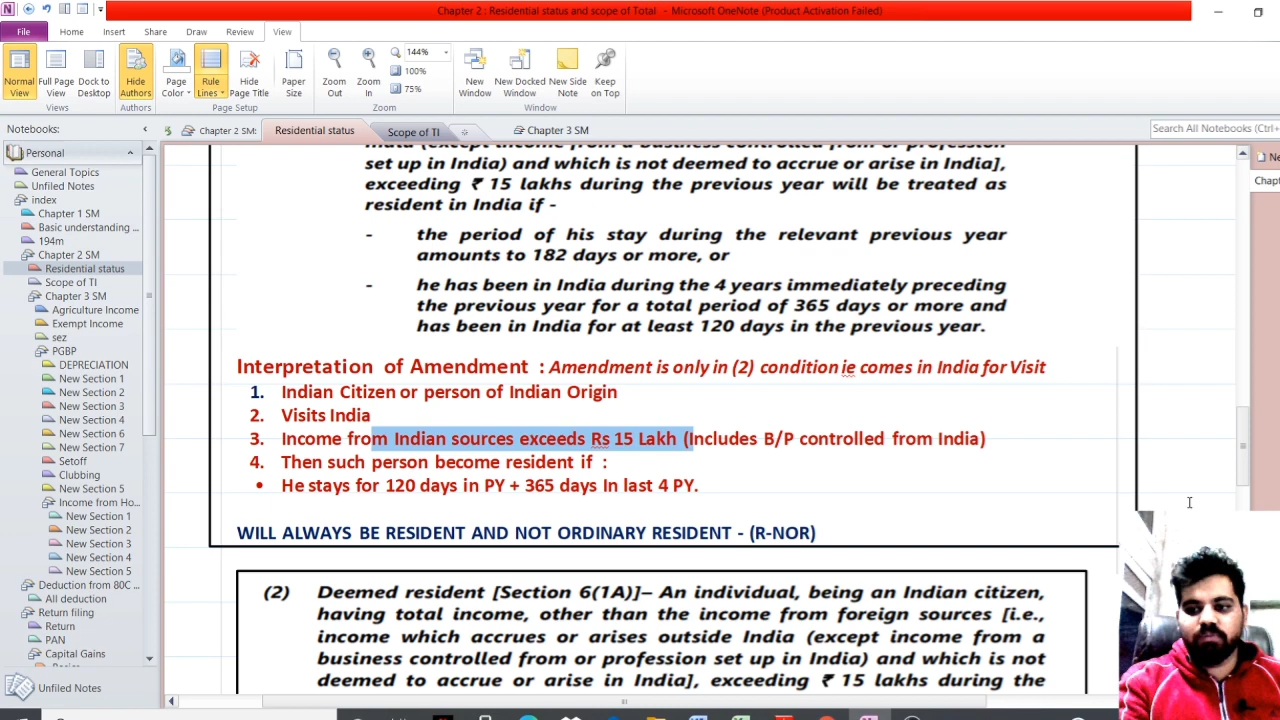 Chapter 2 : Residential status and scope of Total - Microsoft OneNote (Product Activation Failed)
File Home Insert Share Draw Review View
144%
100%
75%
Normal View
Full Page View
Dock to Desktop
Hide Authors
Page Color
Rule Lines
Hide Page Title
Paper Size
Zoom Out
Zoom In
New Window
New Docked Window
New Side Note
Keep on Top
Views Authors Page Setup Zoom Window
Notebooks:
Chapter 2 SM: Residential status Scope of TI Chapter 3 SM
Search All Notebooks (Ctrl+
Personal
General Topics
Unfiled Notes
index
Chapter 1 SM
Basic understanding ...
194m
Chapter 2 SM
Residential status
Scope of TI
Chapter 3 SM
Agriculture Income
Exempt Income
sez
PGBP
DEPRECIATION
New Section 1
New Section 2
New Section 3
New Section 4
New Section 5
New Section 6
New Section 7
Setoff
Clubbing
New Section 5
Income from Ho...
New Section 1
New Section 2
New Section 3
New Section 4
New Section 5
Deduction from 80C ...
All deduction
Return filing
Return
PAN
Capital Gains
Unfiled Notes
Ne
Chapt
India (except income from a business controlled from or profession
set up in India) and which is not deemed to accrue or arise in India],
exceeding ₹ 15 lakhs during the previous year will be treated as
resident in India if -
- the period of his stay during the relevant previous year
amounts to 182 days or more, or
- he has been in India during the 4 years immediately preceding
the previous year for a total period of 365 days or more and
has been in India for at least 120 days in the previous year.
Interpretation of Amendment : Amendment is only in (2) condition ie comes in India for Visit
1. Indian Citizen or person of Indian Origin
2. Visits India
3. Income from Indian sources exceeds Rs 15 Lakh (Includes B/P controlled from India)
4. Then such person become resident if :
• He stays for 120 days in PY + 365 days In last 4 PY.
WILL ALWAYS BE RESIDENT AND NOT ORDINARY RESIDENT - (R-NOR)
(2) Deemed resident [Section 6(1A)]– An individual, being an Indian citizen,
having total income, other than the income from foreign sources [i.e.,
income which accrues or arises outside India (except income from a
business controlled from or profession set up in India) and which is not
deemed to accrue or arise in India], exceeding ₹ 15 lakhs during the